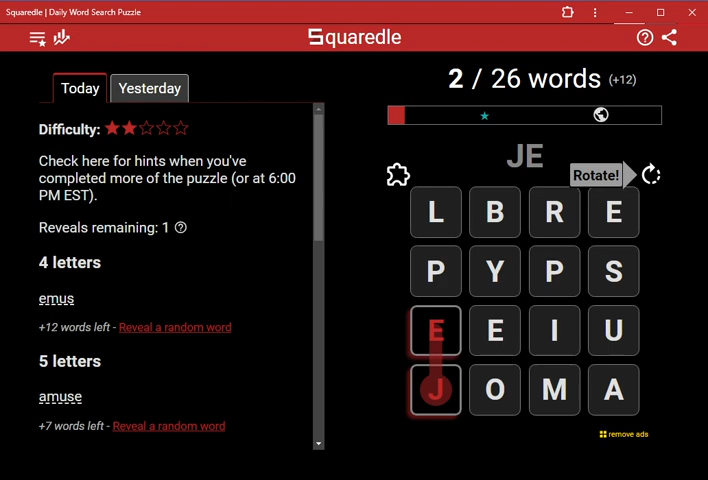 Squaredle | Daily Word Search Puzzle
Squaredle
Today
Yesterday
Difficulty:
Check here for hints when you've
completed more of the puzzle (or at 6:00
PM EST).
Reveals remaining: 1
4 letters
emus
+12 words left - Reveal a random word
5 letters
amuse
+7 words left - Reveal a random word
2 / 26 words (+12)
JE
Rotate!
L B R E
P Y P S
E E I U
J O M A
remove ads